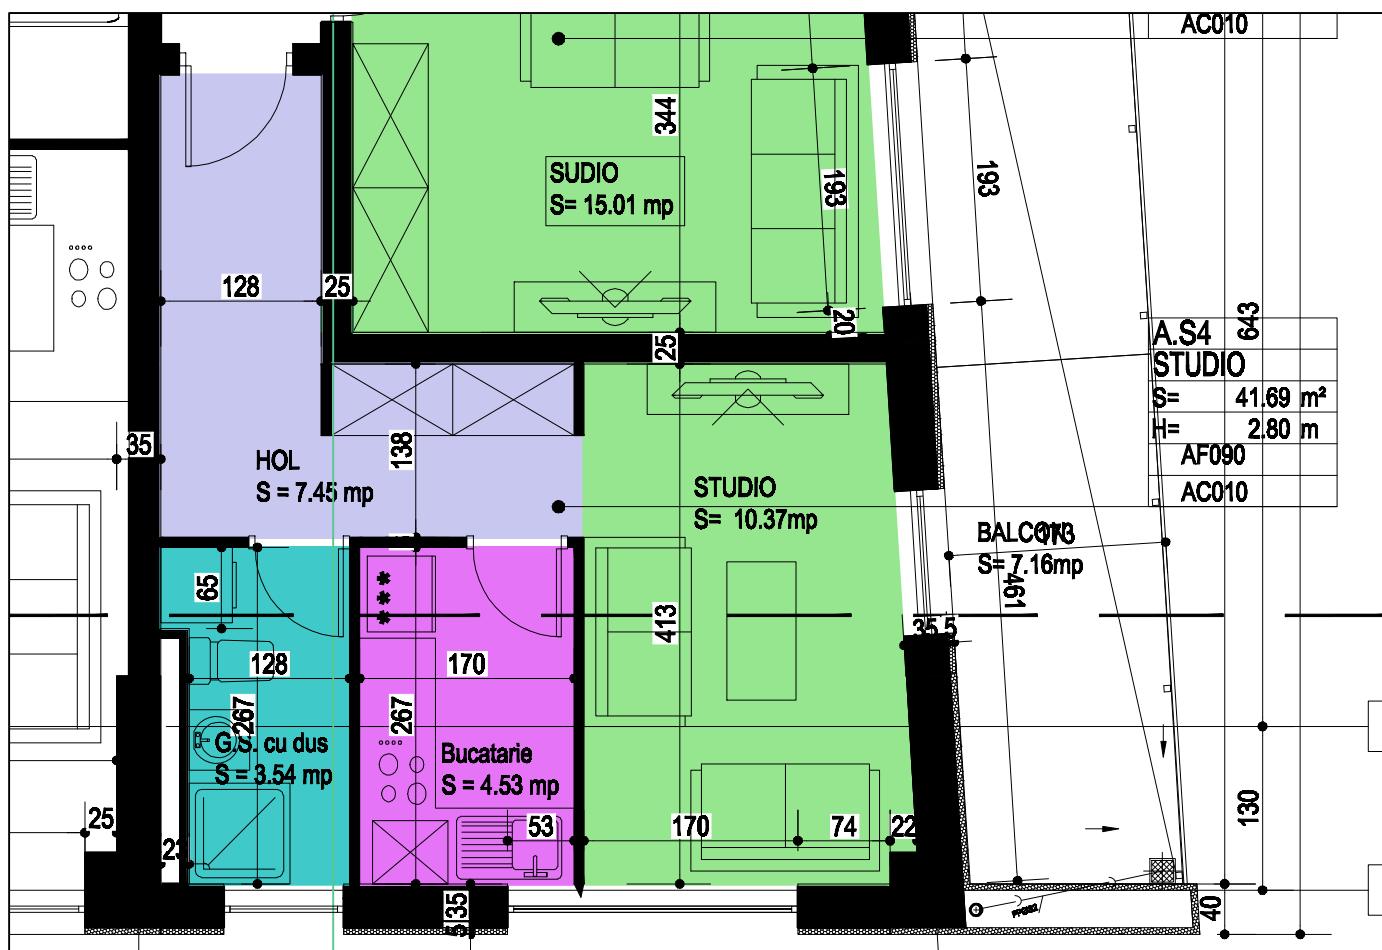 AC010
344
SUDIO
S= 15.01 mp
193
193
128
25
20
643
25
A.S4
STUDIO
S= 41.69 m²
H= 2.80 m
AF090
AC010
35
138
HOL
S = 7.45 mp
STUDIO
S= 10.37mp
BALCON
173
S= 7.16mp
461
65
413
35.5
128
170
267
267
G.S. cu dus
S = 3.54 mp
Bucatarie
S = 4.53 mp
25
53
170
74
22
130
23
535
40